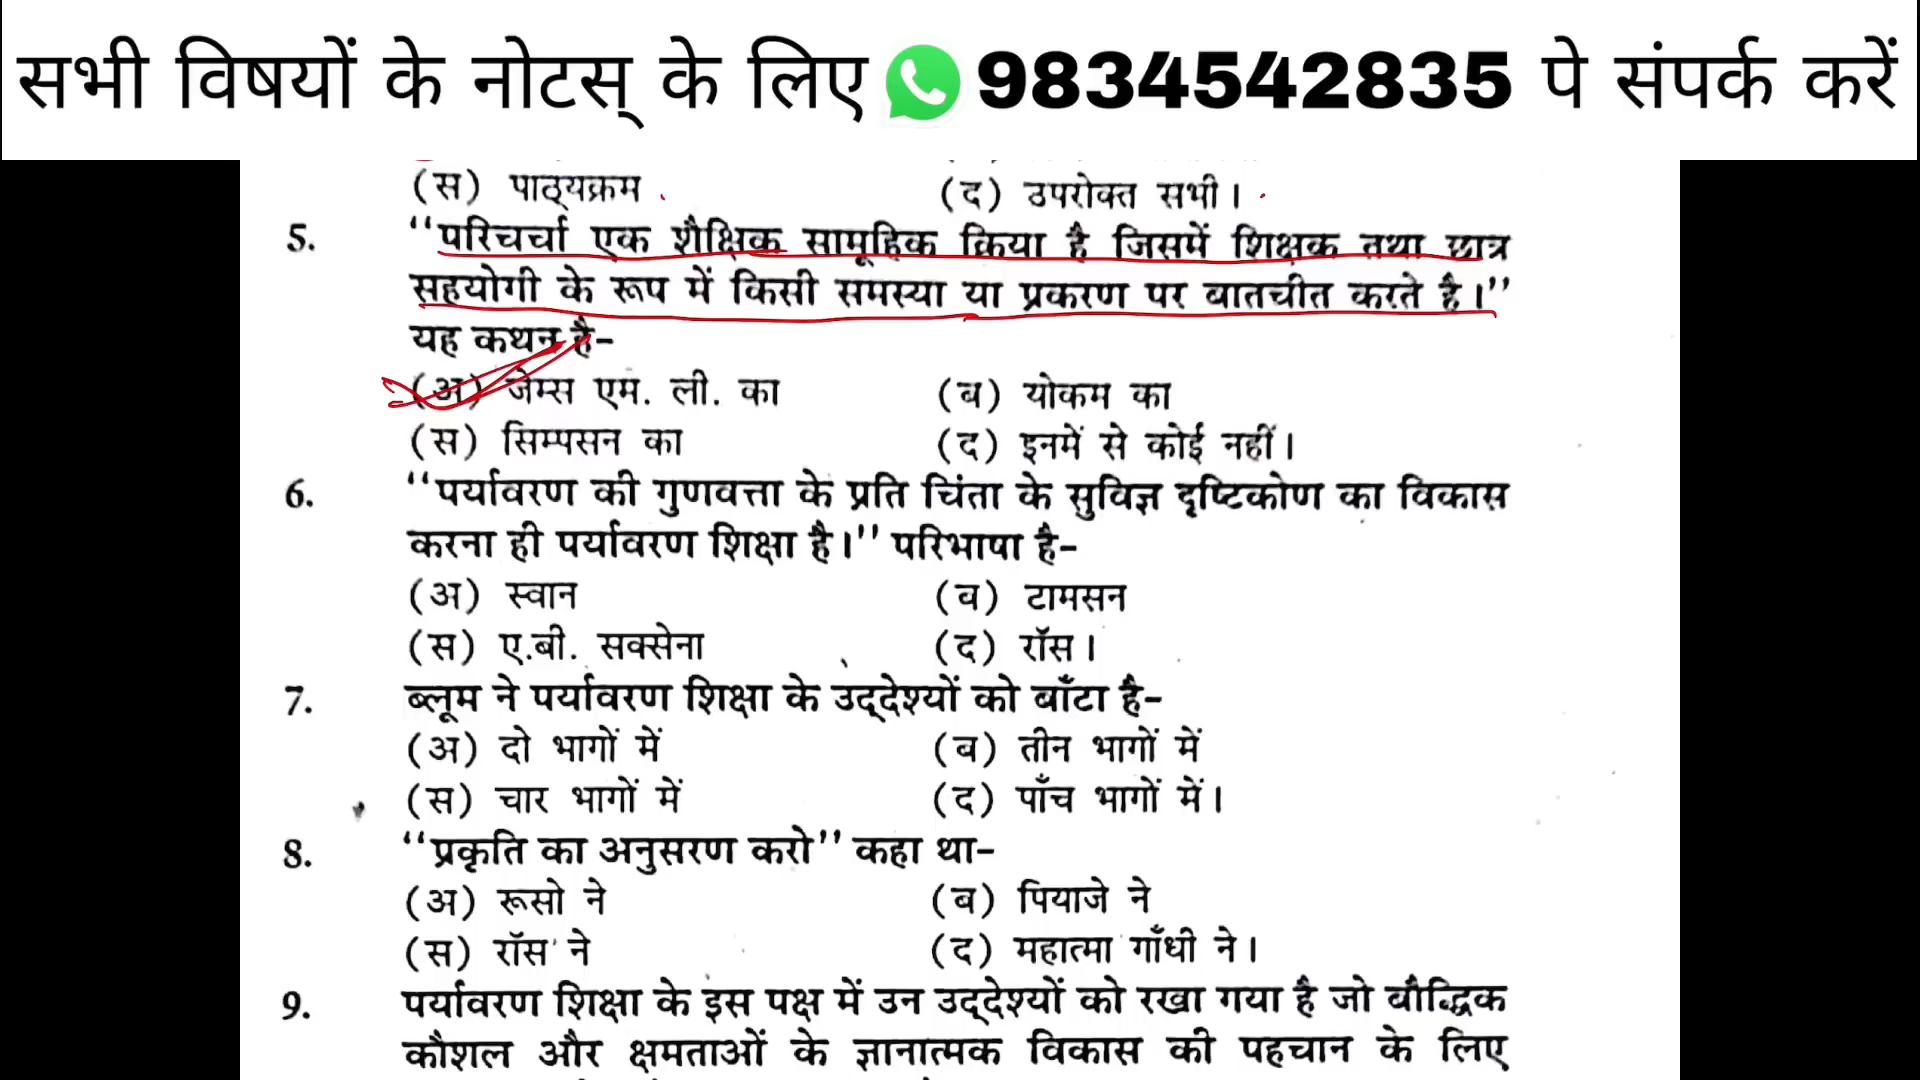 सभी विषयों के नोटस् के लिए 9834542835 पे संपर्क करें
(स) पाठ्यक्रम (द) उपरोक्त सभी।
5. ‘‘परिचर्चा एक शैक्षिक सामूहिक क्रिया है जिसमें शिक्षक तथा छात्र
सहयोगी के रूप में किसी समस्या या प्रकरण पर बातचीत करते है।’’
यह कथन है-
(अ) जेम्स एम. ली. का (ब) योकम का
(स) सिम्पसन का (द) इनमें से कोई नहीं।
6. ‘‘पर्यावरण की गुणवत्ता के प्रति चिंता के सुविज्ञ दृष्टिकोण का विकास
करना ही पर्यावरण शिक्षा है।’’ परिभाषा है-
(अ) स्वान (ब) टामसन
(स) ए.बी. सक्सेना (द) रॉस।
7. ब्लूम ने पर्यावरण शिक्षा के उद्देश्यों को बाँटा है-
(अ) दो भागों में (ब) तीन भागों में
(स) चार भागों में (द) पाँच भागों में।
8. ‘‘प्रकृति का अनुसरण करो’’ कहा था-
(अ) रूसो ने (ब) पियाजे ने
(स) रॉस ने (द) महात्मा गाँधी ने।
9. पर्यावरण शिक्षा के इस पक्ष में उन उद्देश्यों को रखा गया है जो बौद्धिक
कौशल और क्षमताओं के ज्ञानात्मक विकास की पहचान के लिए